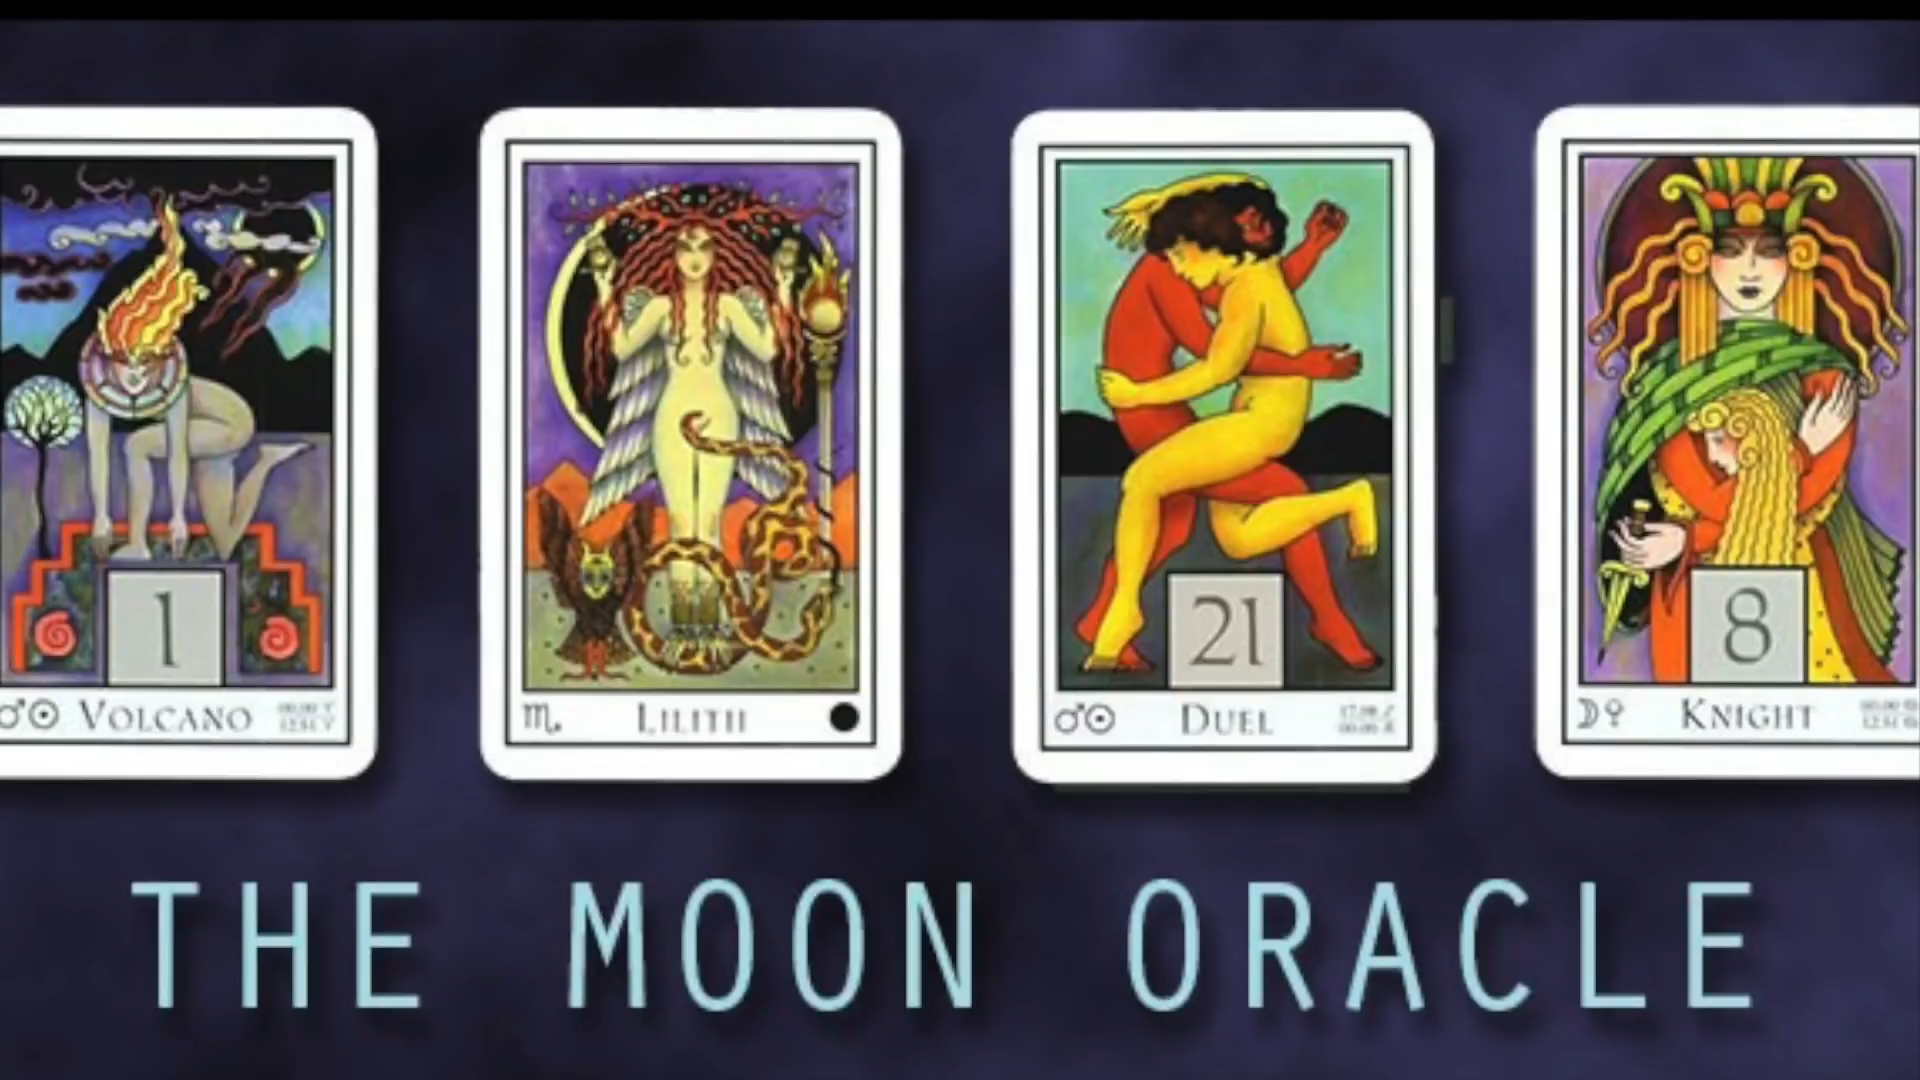 1
VOLCANO
LILITH
21
DUEL
8
KNIGHT
THE MOON ORACLE